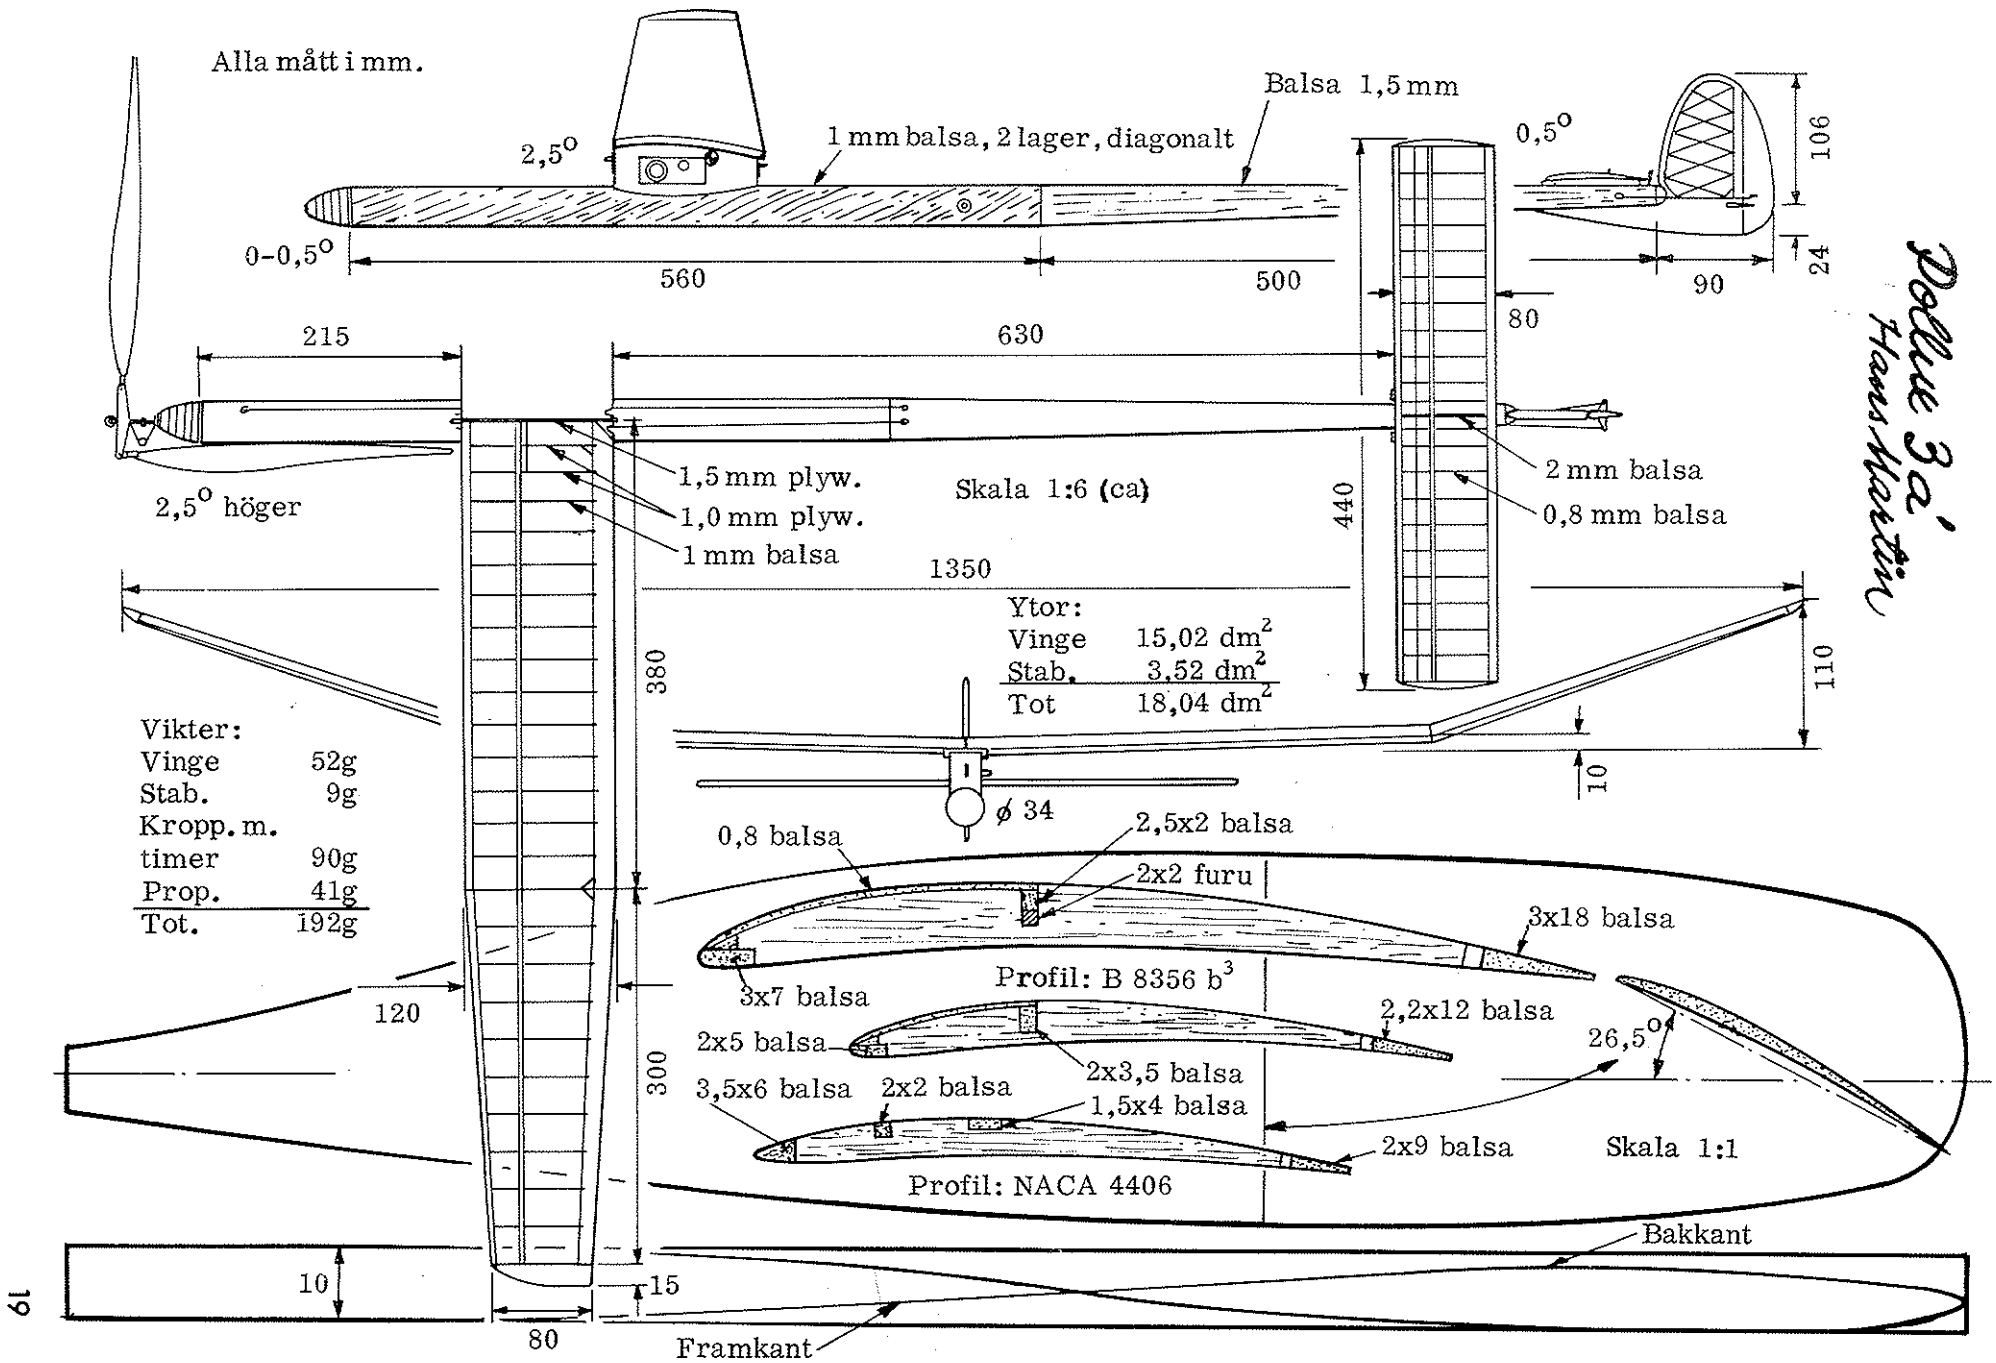 Alla mått i mm.
Balsa 1,5 mm
1 mm balsa, 2 lager, diagonalt
2,5°
0,5°
106
24
0-0,5°
560
500
90
80
215
630
2,5° höger
1,5 mm plyw.
1,0 mm plyw.
1 mm balsa
Skala 1:6 (ca)
440
2 mm balsa
0,8 mm balsa
1350
Ytor:
Vinge 15,02 dm²
Stab. 3,52 dm²
Tot 18,04 dm²
380
110
10
Vikter:
Vinge 52g
Stab. 9g
Kropp. m.
timer 90g
Prop. 41g
Tot. 192g
ø 34
0,8 balsa
2,5x2 balsa
2x2 furu
3x18 balsa
3x7 balsa
Profil: B 8356 b³
120
2x5 balsa
2,2x12 balsa
2x3,5 balsa
26,5°
300
3,5x6 balsa
2x2 balsa
1,5x4 balsa
2x9 balsa
Profil: NACA 4406
Skala 1:1
Bakkant
10
15
80
Framkant
19
Hans Martin